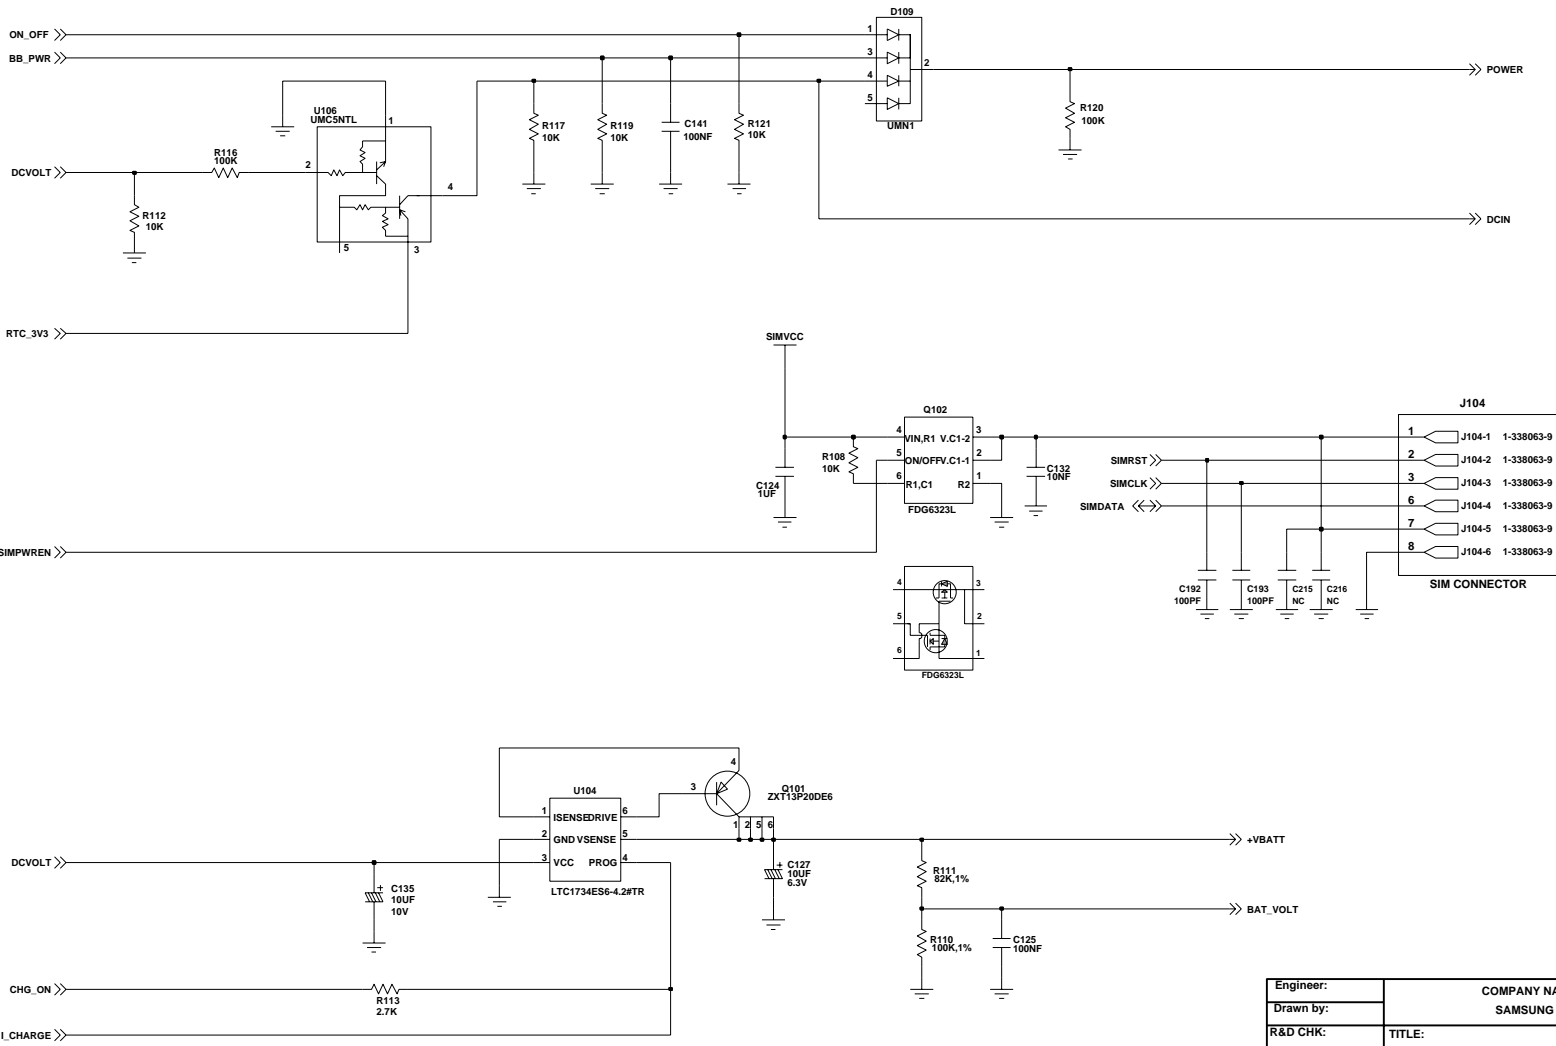 D109
ON_OFF
BB_PWR
1
3
4
5
2
UMN1
POWER
U106
UMC5NTL
1
R117
10K
R119
10K
C141
100NF
R121
10K
R120
100K
DCVOLT
R116
100K
2
4
R112
10K
5
3
DCIN
RTC_3V3
SIMVCC
Q102
4 VIN,R1 V.C1-2 3
5 ON/OFFV.C1-1 2
6 R1,C1 R2 1
FDG6323L
R108
10K
C124
1UF
C132
10NF
SIMRST
SIMCLK
SIMDATA
J104
1 J104-1 1-338063-9
2 J104-2 1-338063-9
3 J104-3 1-338063-9
6 J104-4 1-338063-9
7 J104-5 1-338063-9
8 J104-6 1-338063-9
SIM CONNECTOR
SIMPWREN
C192
100PF
C193
100PF
C215
NC
C216
NC
4
3
5
2
6
1
FDG6323L
4
3
Q101
ZXT13P20DE6
1 2 5 6
U104
1 ISENSEDRIVE 6
2 GND VSENSE 5
3 VCC PROG 4
LTC1734ES6-4.2#TR
DCVOLT
C135
10UF
10V
+
C127
10UF
6.3V
+
+VBATT
R111
82K,1%
BAT_VOLT
R110
100K,1%
C125
100NF
CHG_ON
R113
2.7K
I_CHARGE
Engineer:
COMPANY NA
Drawn by:
SAMSUNG
R&D CHK:
TITLE: